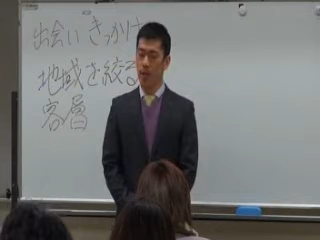 出会い きっかけ
地域を絞る
客層